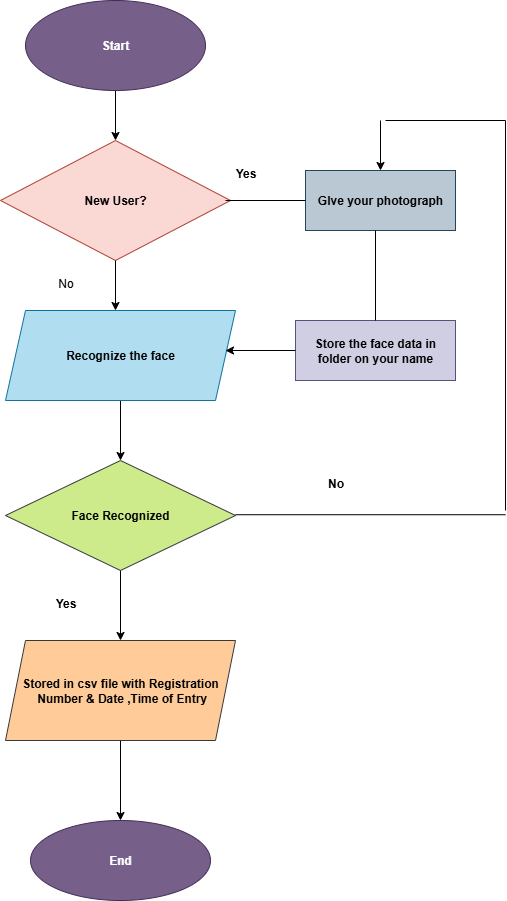 Start
New User?
Yes
GIve your photograph
No
Recognize the face
Store the face data in
folder on your name
Face Recognized
No
Yes
Stored in csv file with Registration
Number & Date ,Time of Entry
End